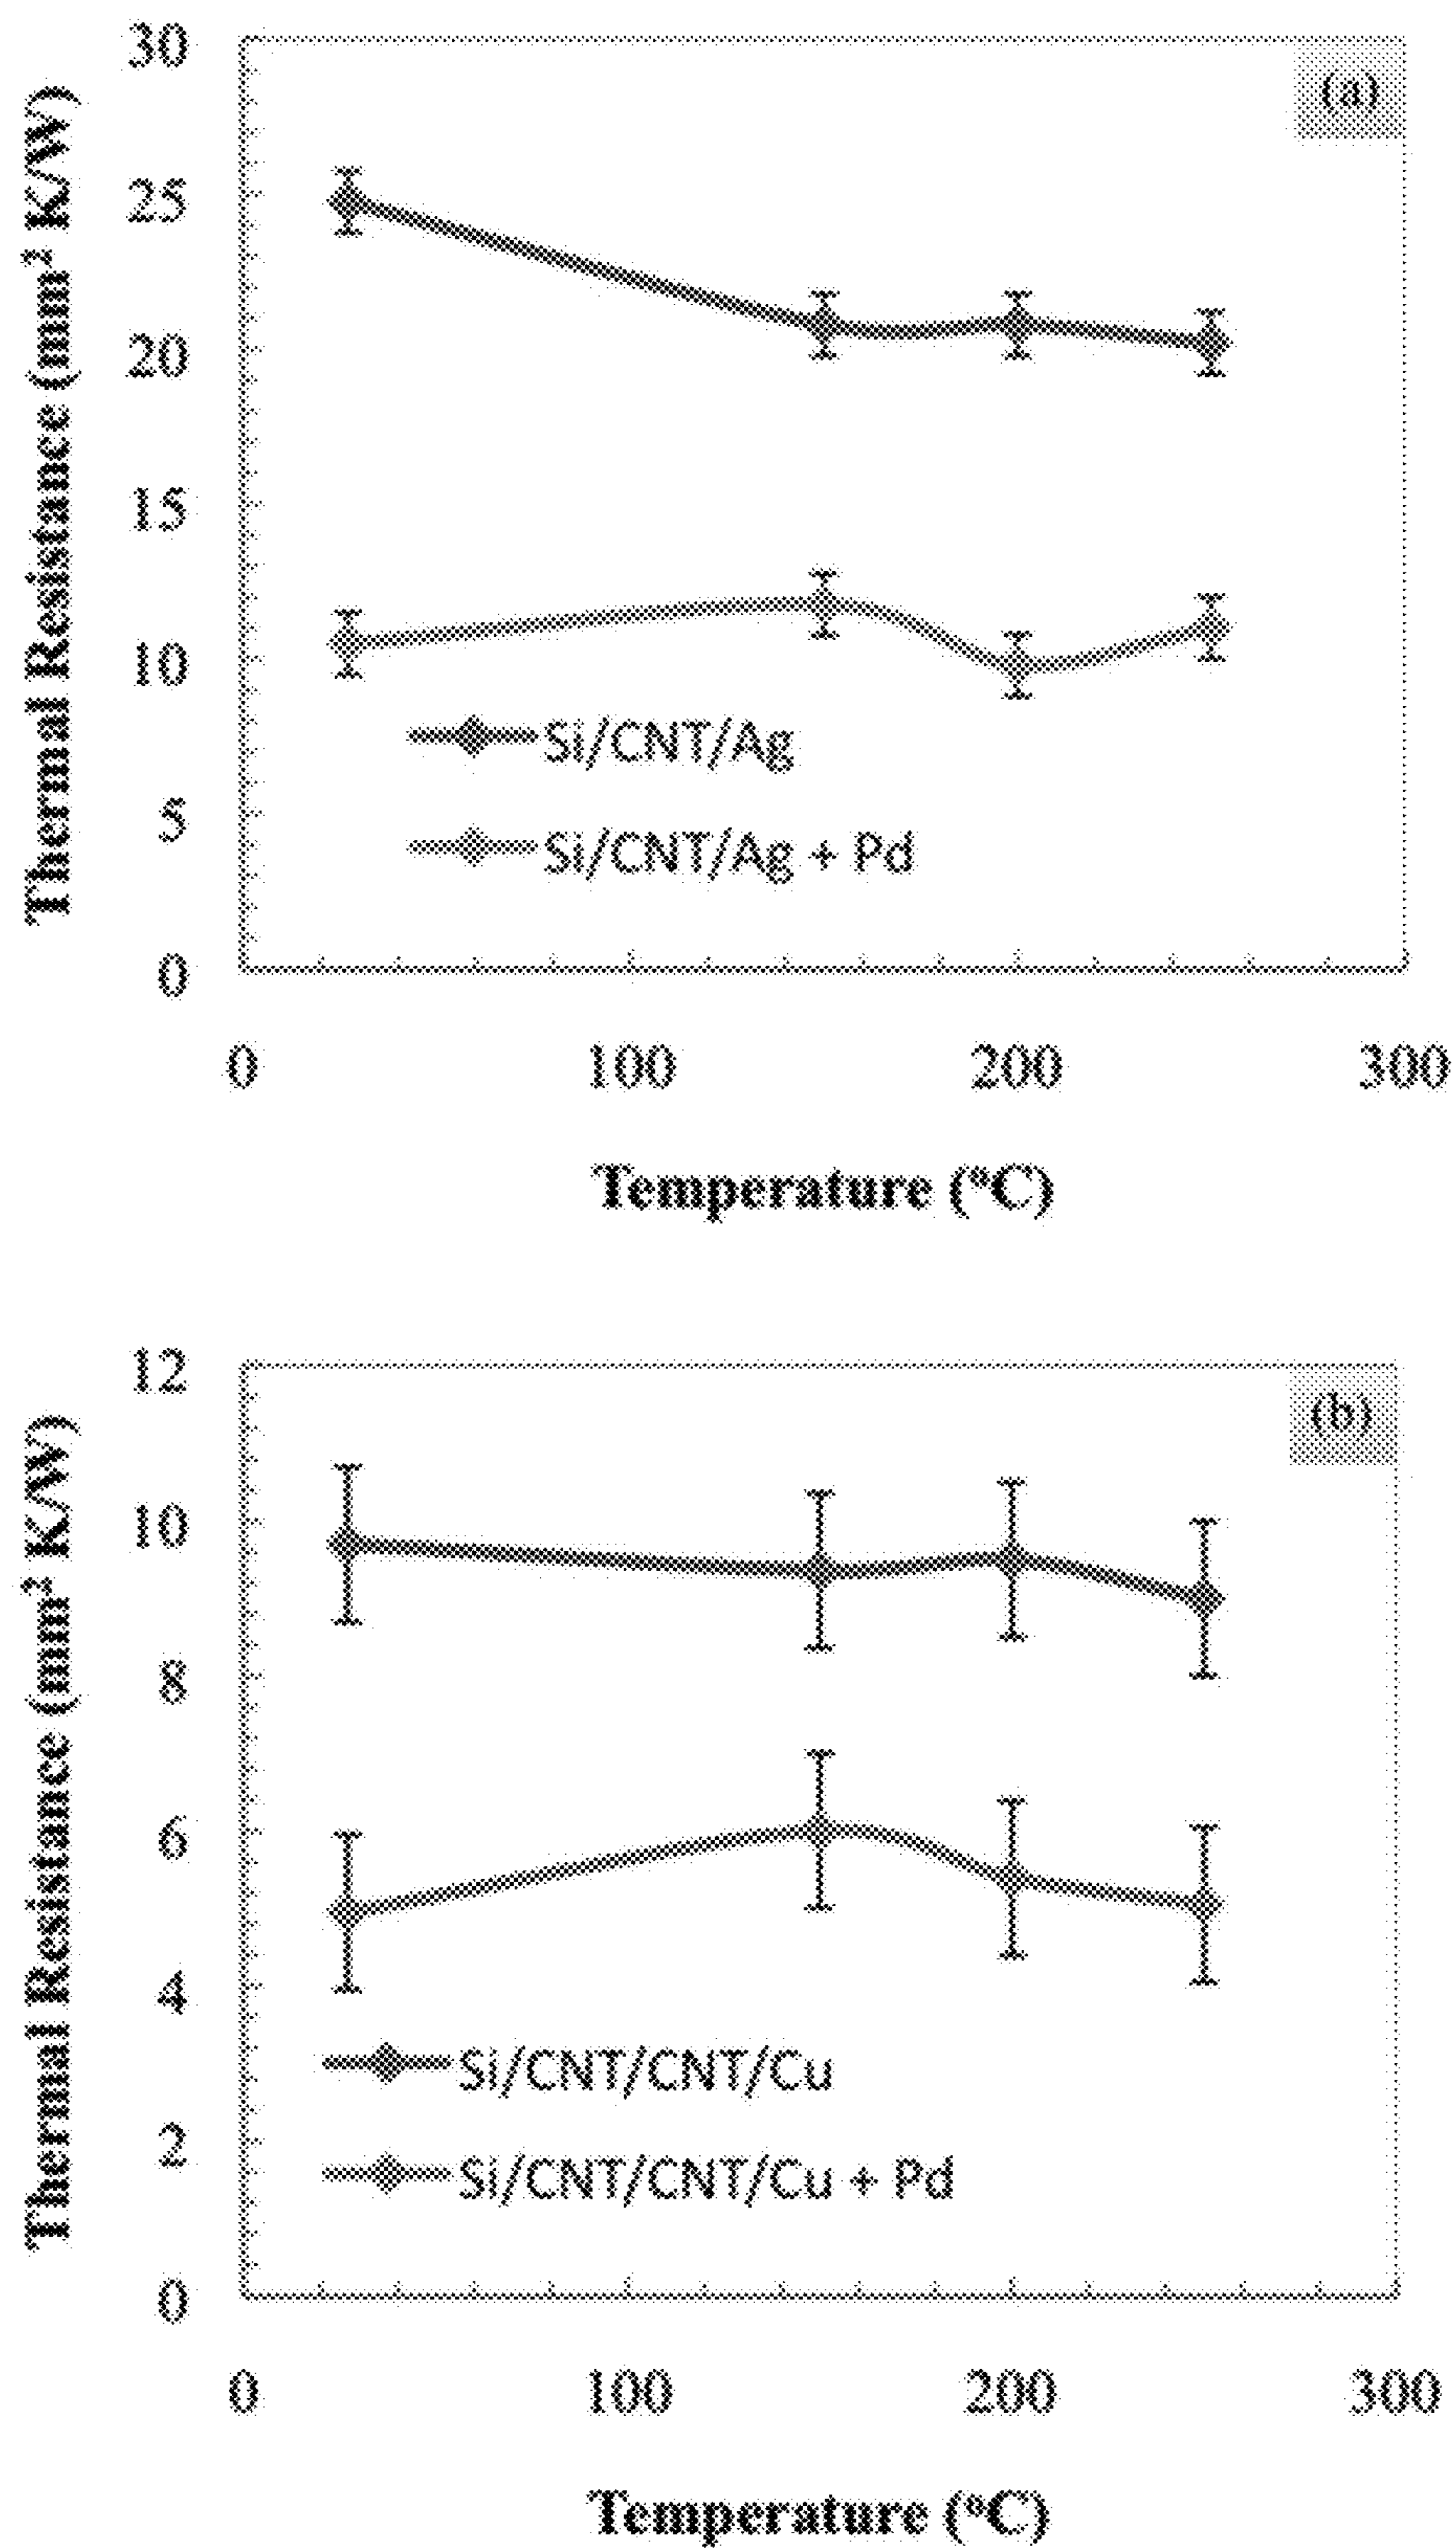 Thermal Resistance (mm² K/W)
30
25
20
15
10
5
0
(a)
Si/CNT/Ag
Si/CNT/Ag + Pd
0 100 200 300
Temperature (°C)
Thermal Resistance (mm² K/W)
12
10
8
6
4
2
0
(b)
Si/CNT/CNT/Cu
Si/CNT/CNT/Cu + Pd
0 100 200 300
Temperature (°C)